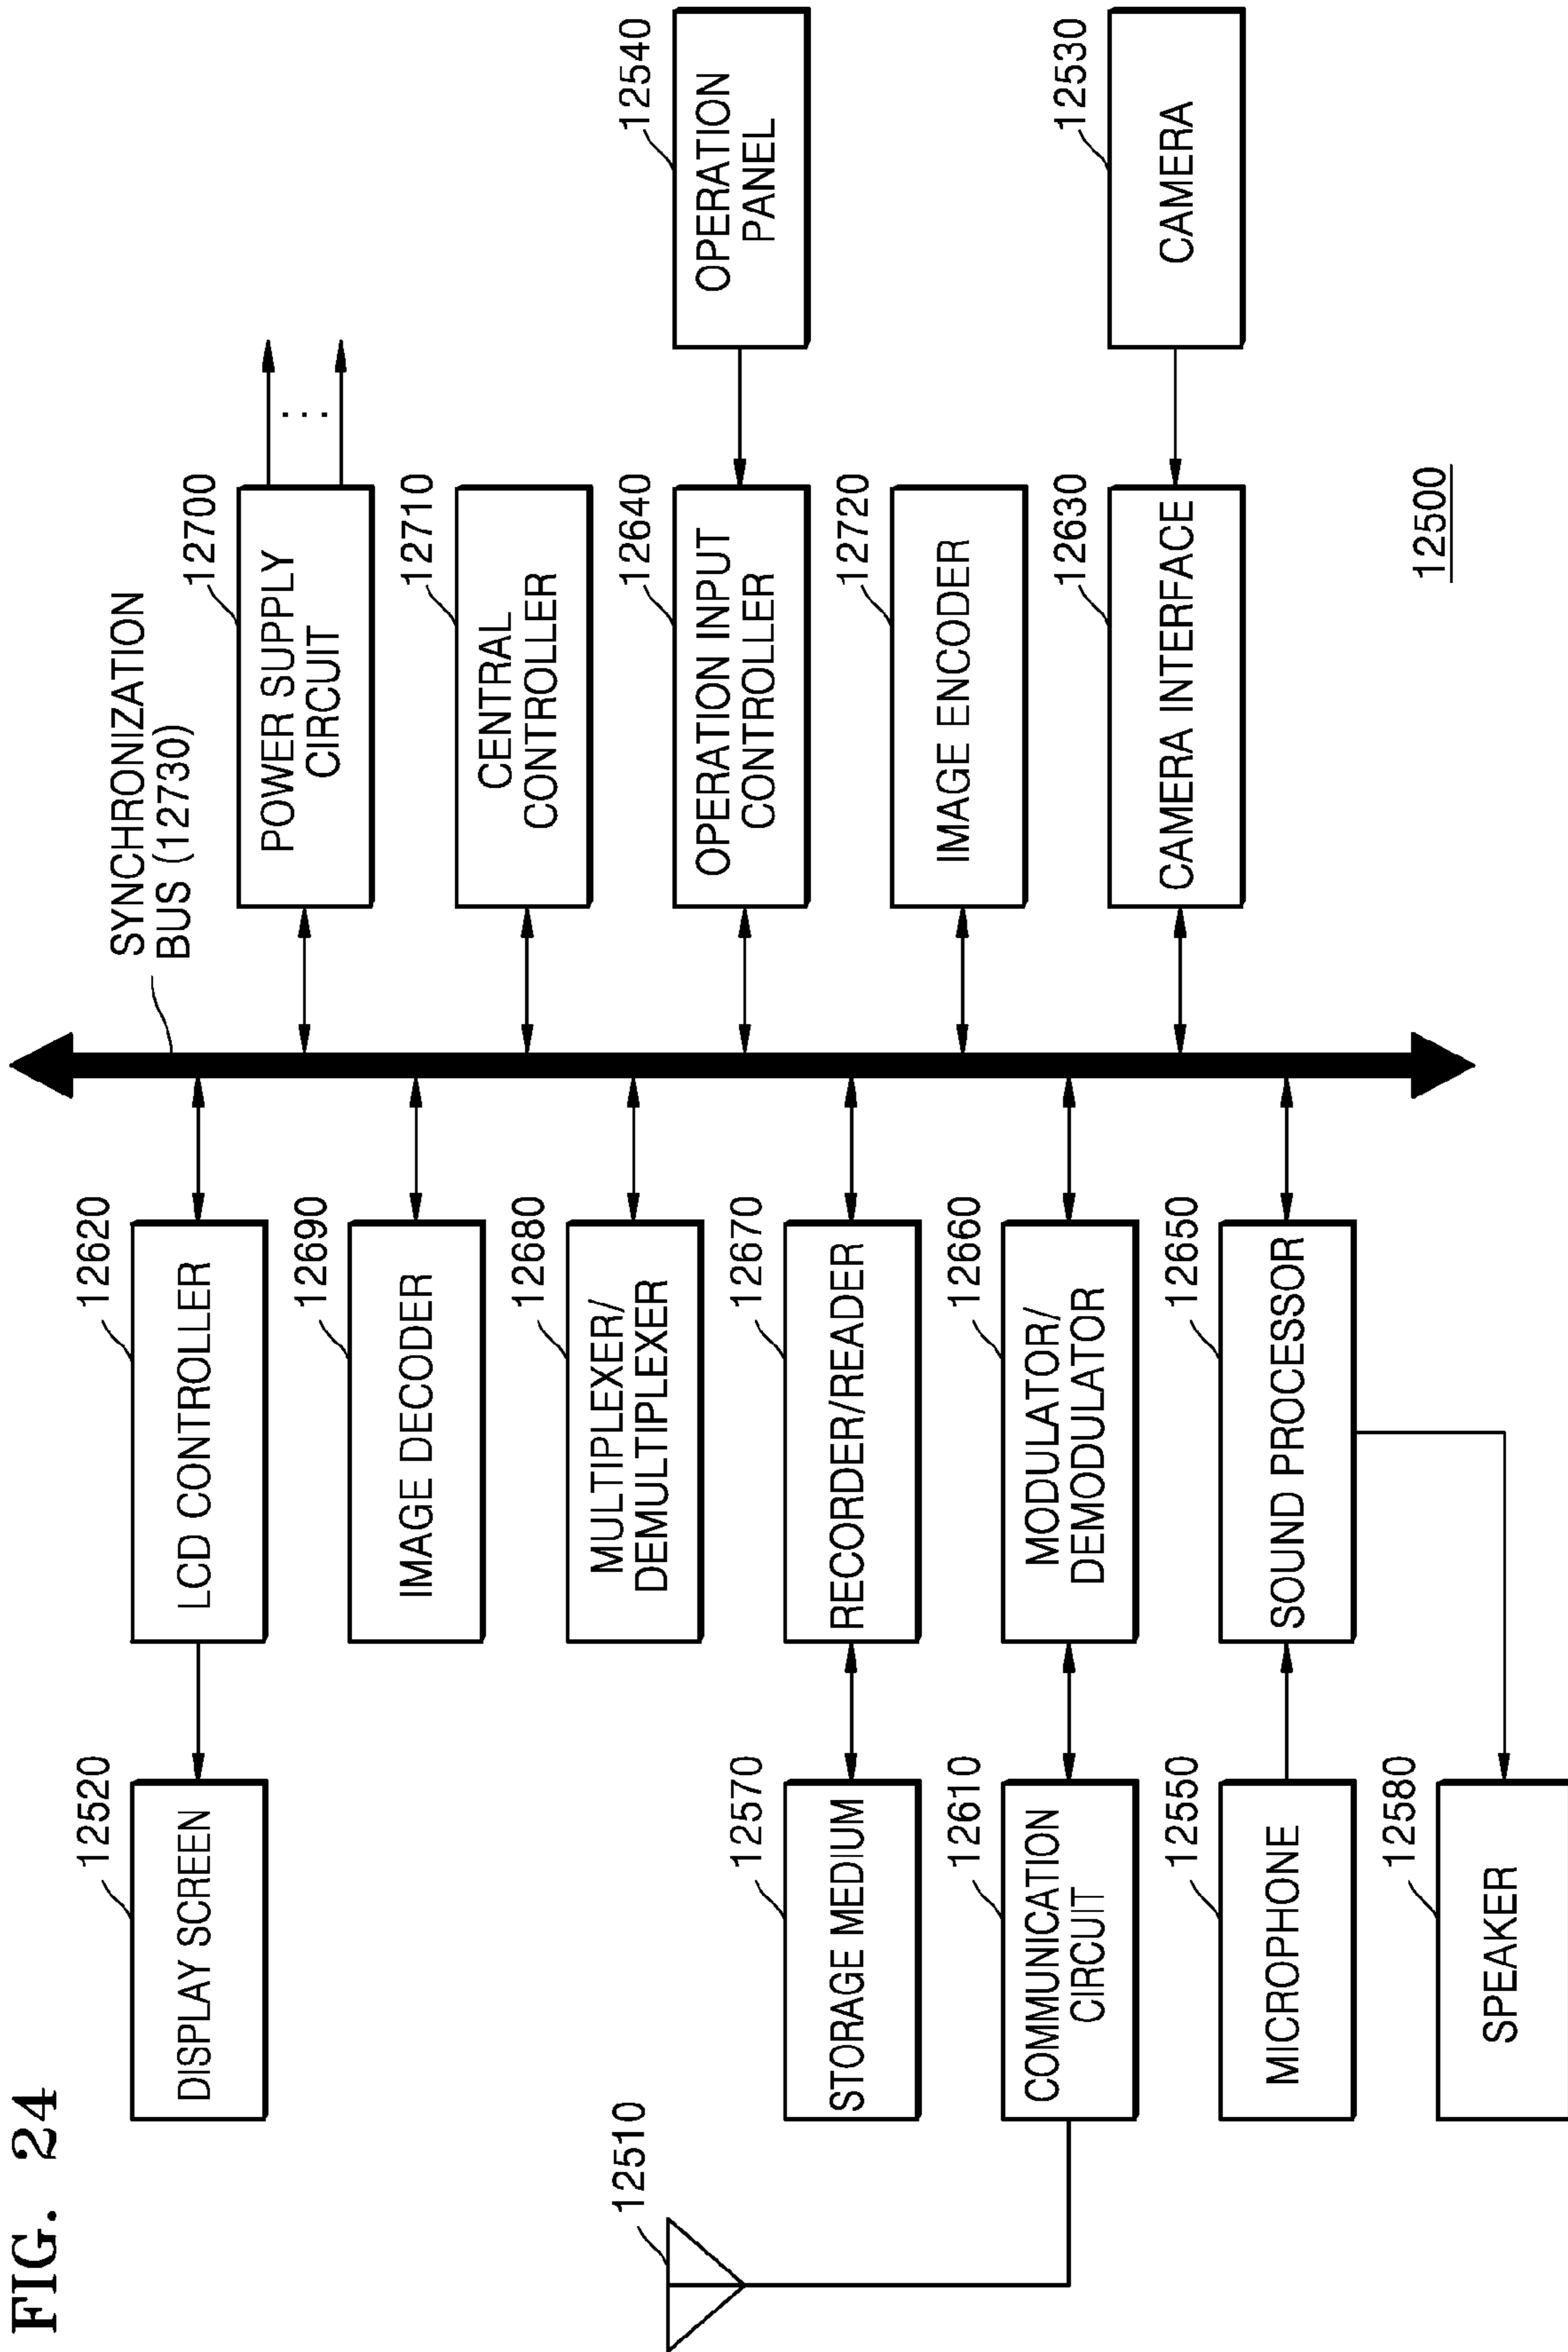 FIG. 24
SYNCHRONIZATION
BUS (12730)
12520
DISPLAY SCREEN
12620
LCD CONTROLLER
12700
POWER SUPPLY
CIRCUIT
12690
IMAGE DECODER
12710
CENTRAL
CONTROLLER
12510
12680
MULTIPLEXER/
DEMULTIPLEXER
12640
OPERATION INPUT
CONTROLLER
12540
OPERATION
PANEL
12570
STORAGE MEDIUM
12670
RECORDER/READER
12720
IMAGE ENCODER
12610
COMMUNICATION
CIRCUIT
12660
MODULATOR/
DEMODULATOR
12630
CAMERA INTERFACE
12530
CAMERA
12550
MICROPHONE
12650
SOUND PROCESSOR
12580
SPEAKER
12500